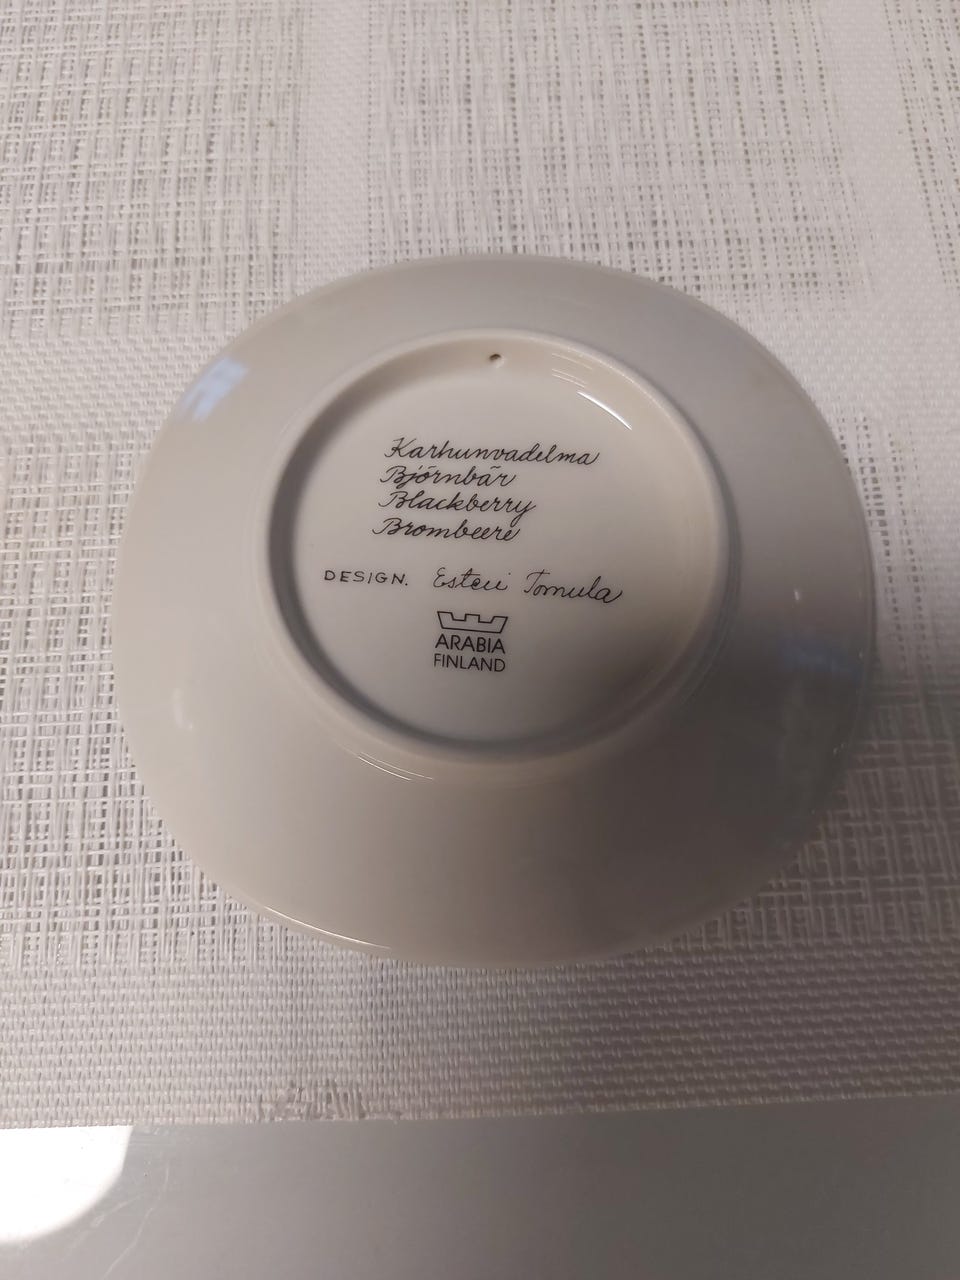 Karhunvadelma
Björnbär
Blackberry
Brombeere
DESIGN. Esteri Tomula
ARABIA
FINLAND